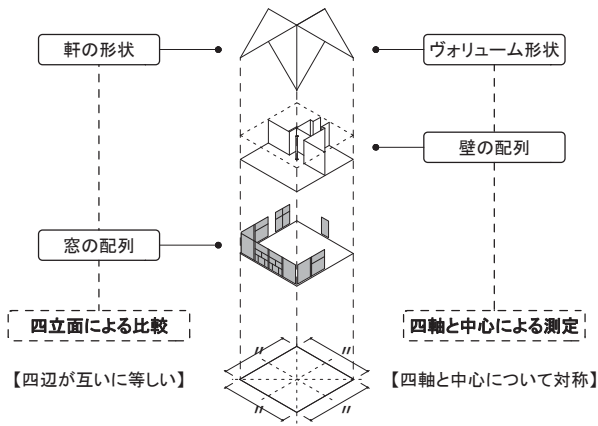 軒の形状
ヴォリューム形状
壁の配列
窓の配列
四立面による比較
四軸と中心による測定
【四辺が互いに等しい】
【四軸と中心について対称】
〃
〃
〃
〃